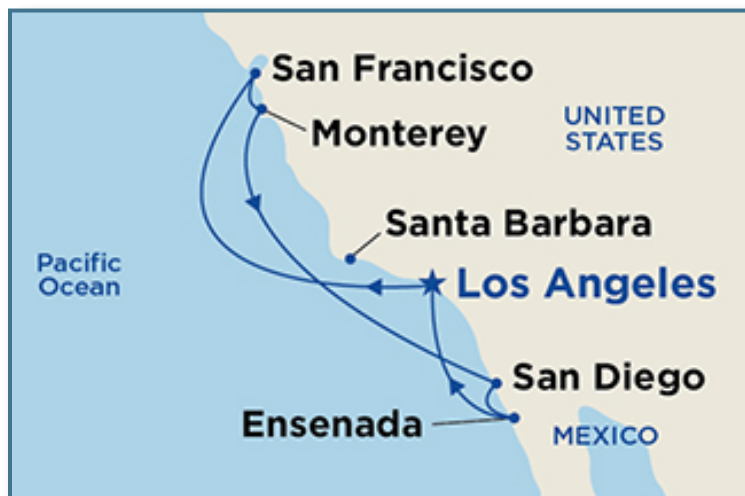 San Francisco
UNITED
STATES
Monterey
Santa Barbara
Pacific
Ocean
Los Angeles
San Diego
Ensenada
MEXICO